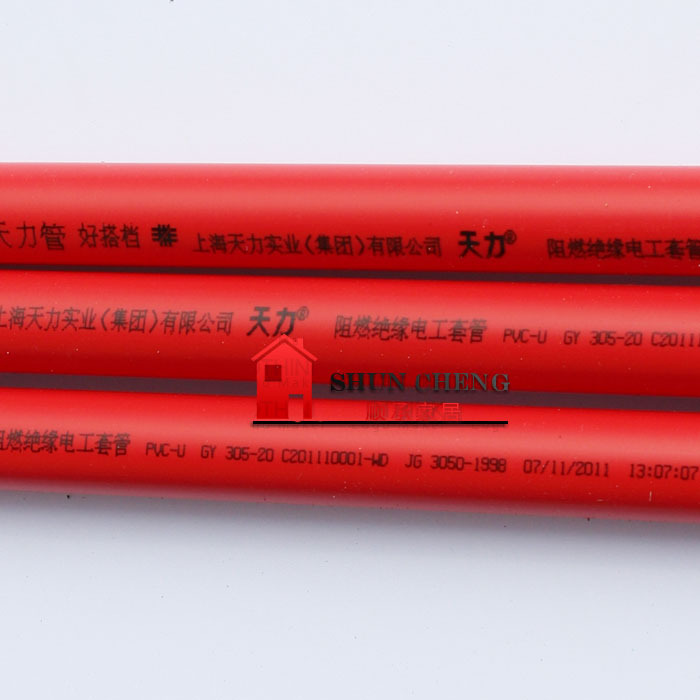 天力管 好搭档 上海天力实业(集团)有限公司 天力® 阻燃绝缘电工套管
上海天力实业(集团)有限公司 天力® 阻燃绝缘电工套管 PVC-U GY 305-20 C20111
SHUN CHENG
顺成家居
阻燃绝缘电工套管 PVC-U GY 305-20 C201110001-WD JG 3050-1998 07/11/2011 13:07:07